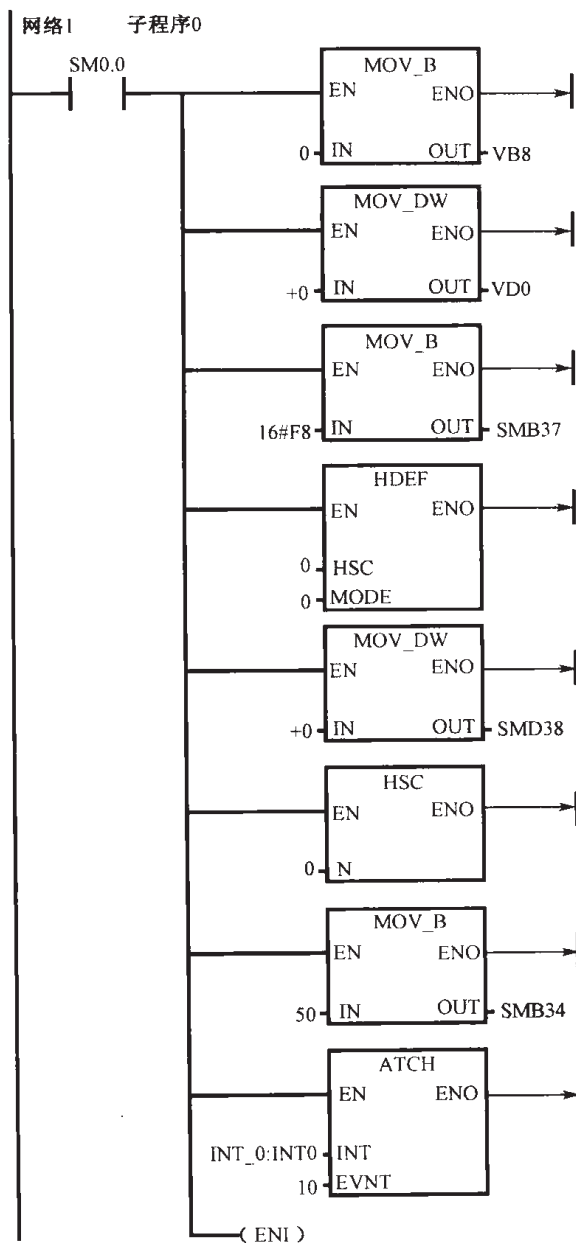 网络1 子程序0
SM0.0
MOV_B
EN ENO
0 IN OUT VB8
MOV_DW
EN ENO
+0 IN OUT VD0
MOV_B
EN ENO
16#F8 IN OUT SMB37
HDEF
EN ENO
0 HSC
0 MODE
MOV_DW
EN ENO
+0 IN OUT SMD38
HSC
EN ENO
0 N
MOV_B
EN ENO
50 IN OUT SMB34
ATCH
EN ENO
INT_0:INT0 INT
10 EVNT
( ENI )